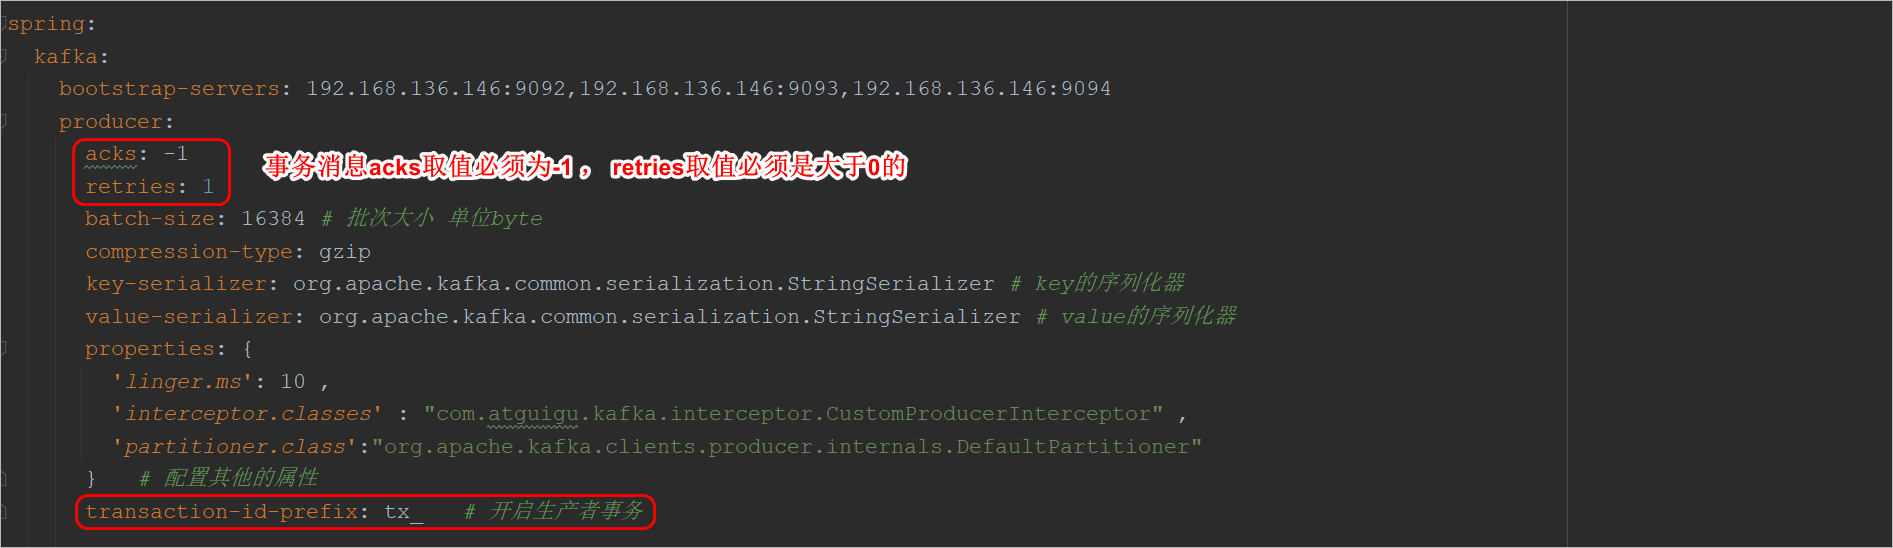 spring:
kafka:
bootstrap-servers: 192.168.136.146:9092,192.168.136.146:9093,192.168.136.146:9094
producer:
acks: -1
事务消息acks取值必须为-1 ， retries取值必须是大于0的
retries: 1
batch-size: 16384 # 批次大小 单位byte
compression-type: gzip
key-serializer: org.apache.kafka.common.serialization.StringSerializer # key的序列化器
value-serializer: org.apache.kafka.common.serialization.StringSerializer # value的序列化器
properties: {
'linger.ms': 10 ,
'interceptor.classes' : "com.atguigu.kafka.interceptor.CustomProducerInterceptor" ,
'partitioner.class':"org.apache.kafka.clients.producer.internals.DefaultPartitioner"
} # 配置其他的属性
transaction-id-prefix: tx_ # 开启生产者事务